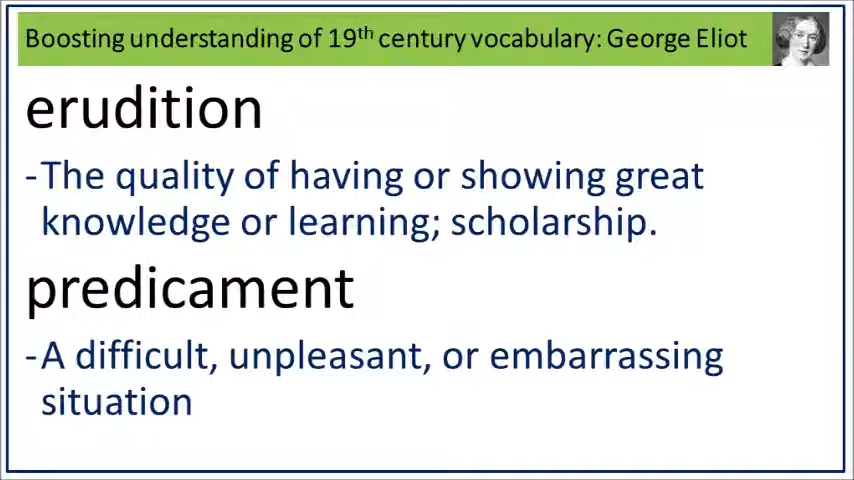 Boosting understanding of 19th century vocabulary: George Eliot
erudition
-The quality of having or showing great
knowledge or learning; scholarship.
predicament
-A difficult, unpleasant, or embarrassing
situation